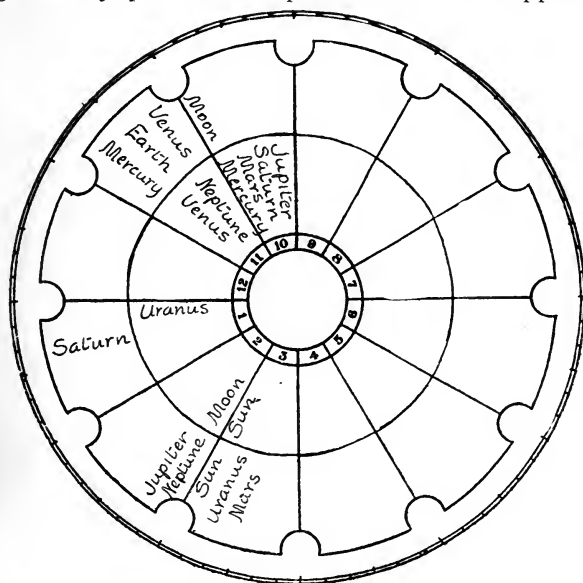 Moon
Venus
Earth
Mercury
Jupiter
Saturn
Mars
Mercury
Neptune
Venus
Uranus
Saturn
Moon
Sun
Jupiter
Neptune
Sun
Uranus
Mars
10
9
8
7
6
5
4
3
2
1
12
11